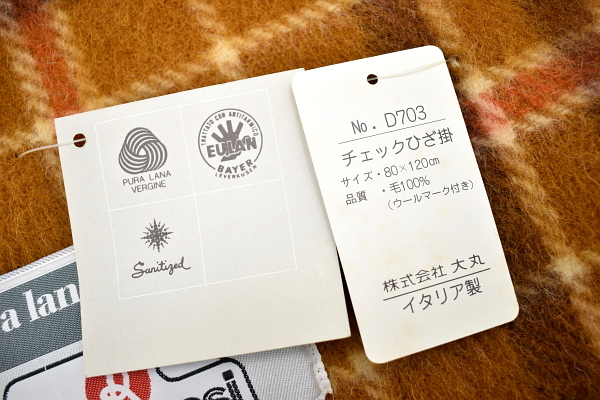 PURA LANA
VERGINE
TRATTATO CON ANTITARMICO
EULAN
BAYER
LEVERKUSEN
Sanitized
No. D703
チェックひざ掛
サイズ・80×120㎝
品質・毛100%
(ウールマーク付き)
株式会社 大丸
イタリア製
a lan